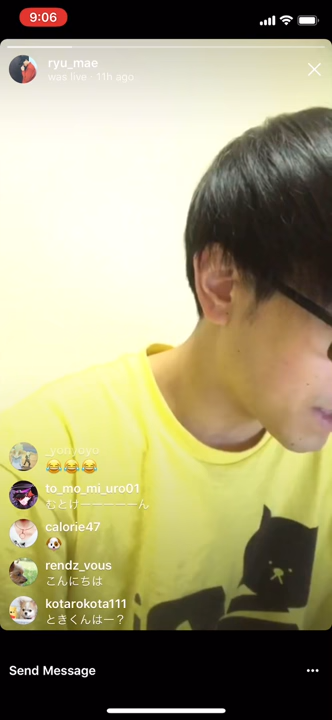 9:06
ryu_mae
was live · 11h ago
_youyoyo
😂😂😂
to_mo_mi_uro01
もとけーーーーーん
calorie47
🐶
rendz_vous
こんにちは
kotarokota111
ときくんはー？
Send Message